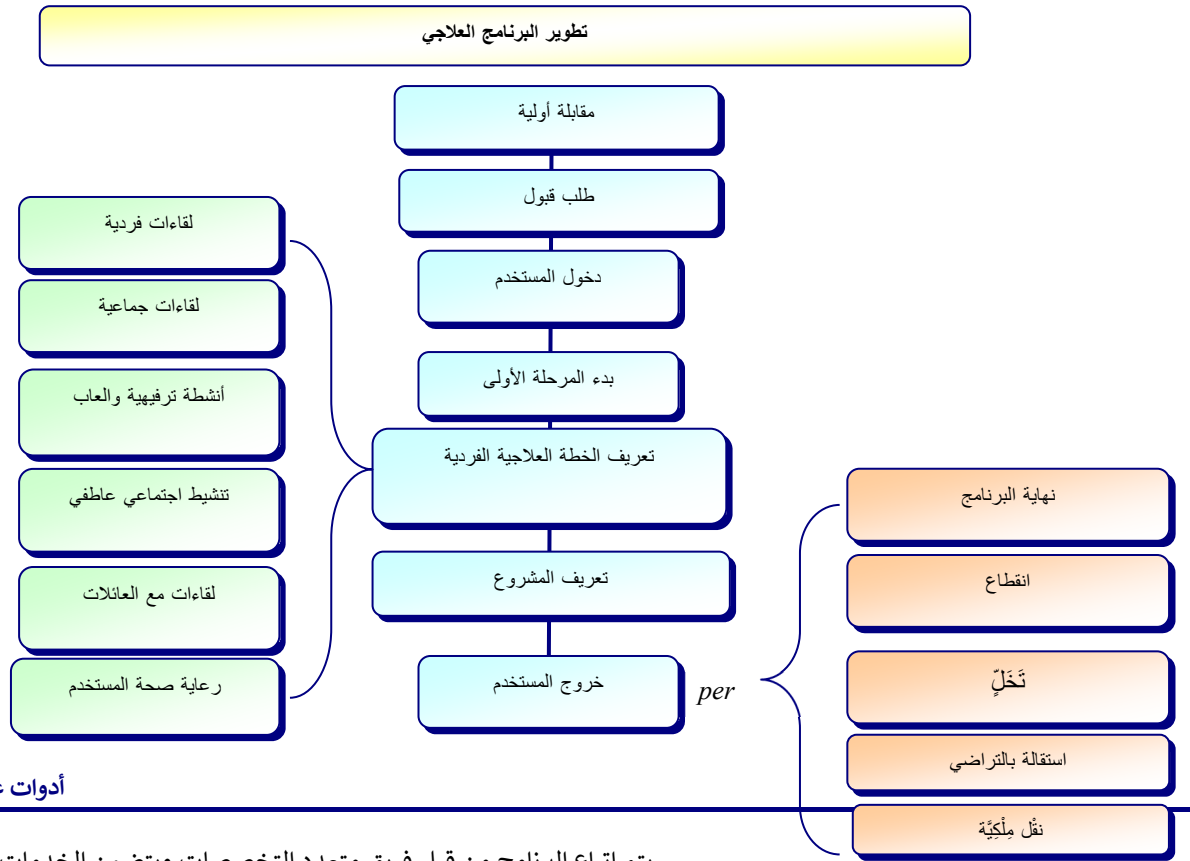 تطوير البرنامج العلاجي
مقابلة أولية
طلب قبول
دخول المستخدم
بدء المرحلة الأولى
تعريف الخطة العلاجية الفردية
تعريف المشروع
خروج المستخدم
per
لقاءات فردية
لقاءات جماعية
أنشطة ترفيهية والعاب
تنشيط اجتماعي عاطفي
لقاءات مع العائلات
رعاية صحة المستخدم
نهاية البرنامج
انقطاع
تَخَلٍّ
استقالة بالتراضي
نقْل مِلْكِيَّة
أدوات